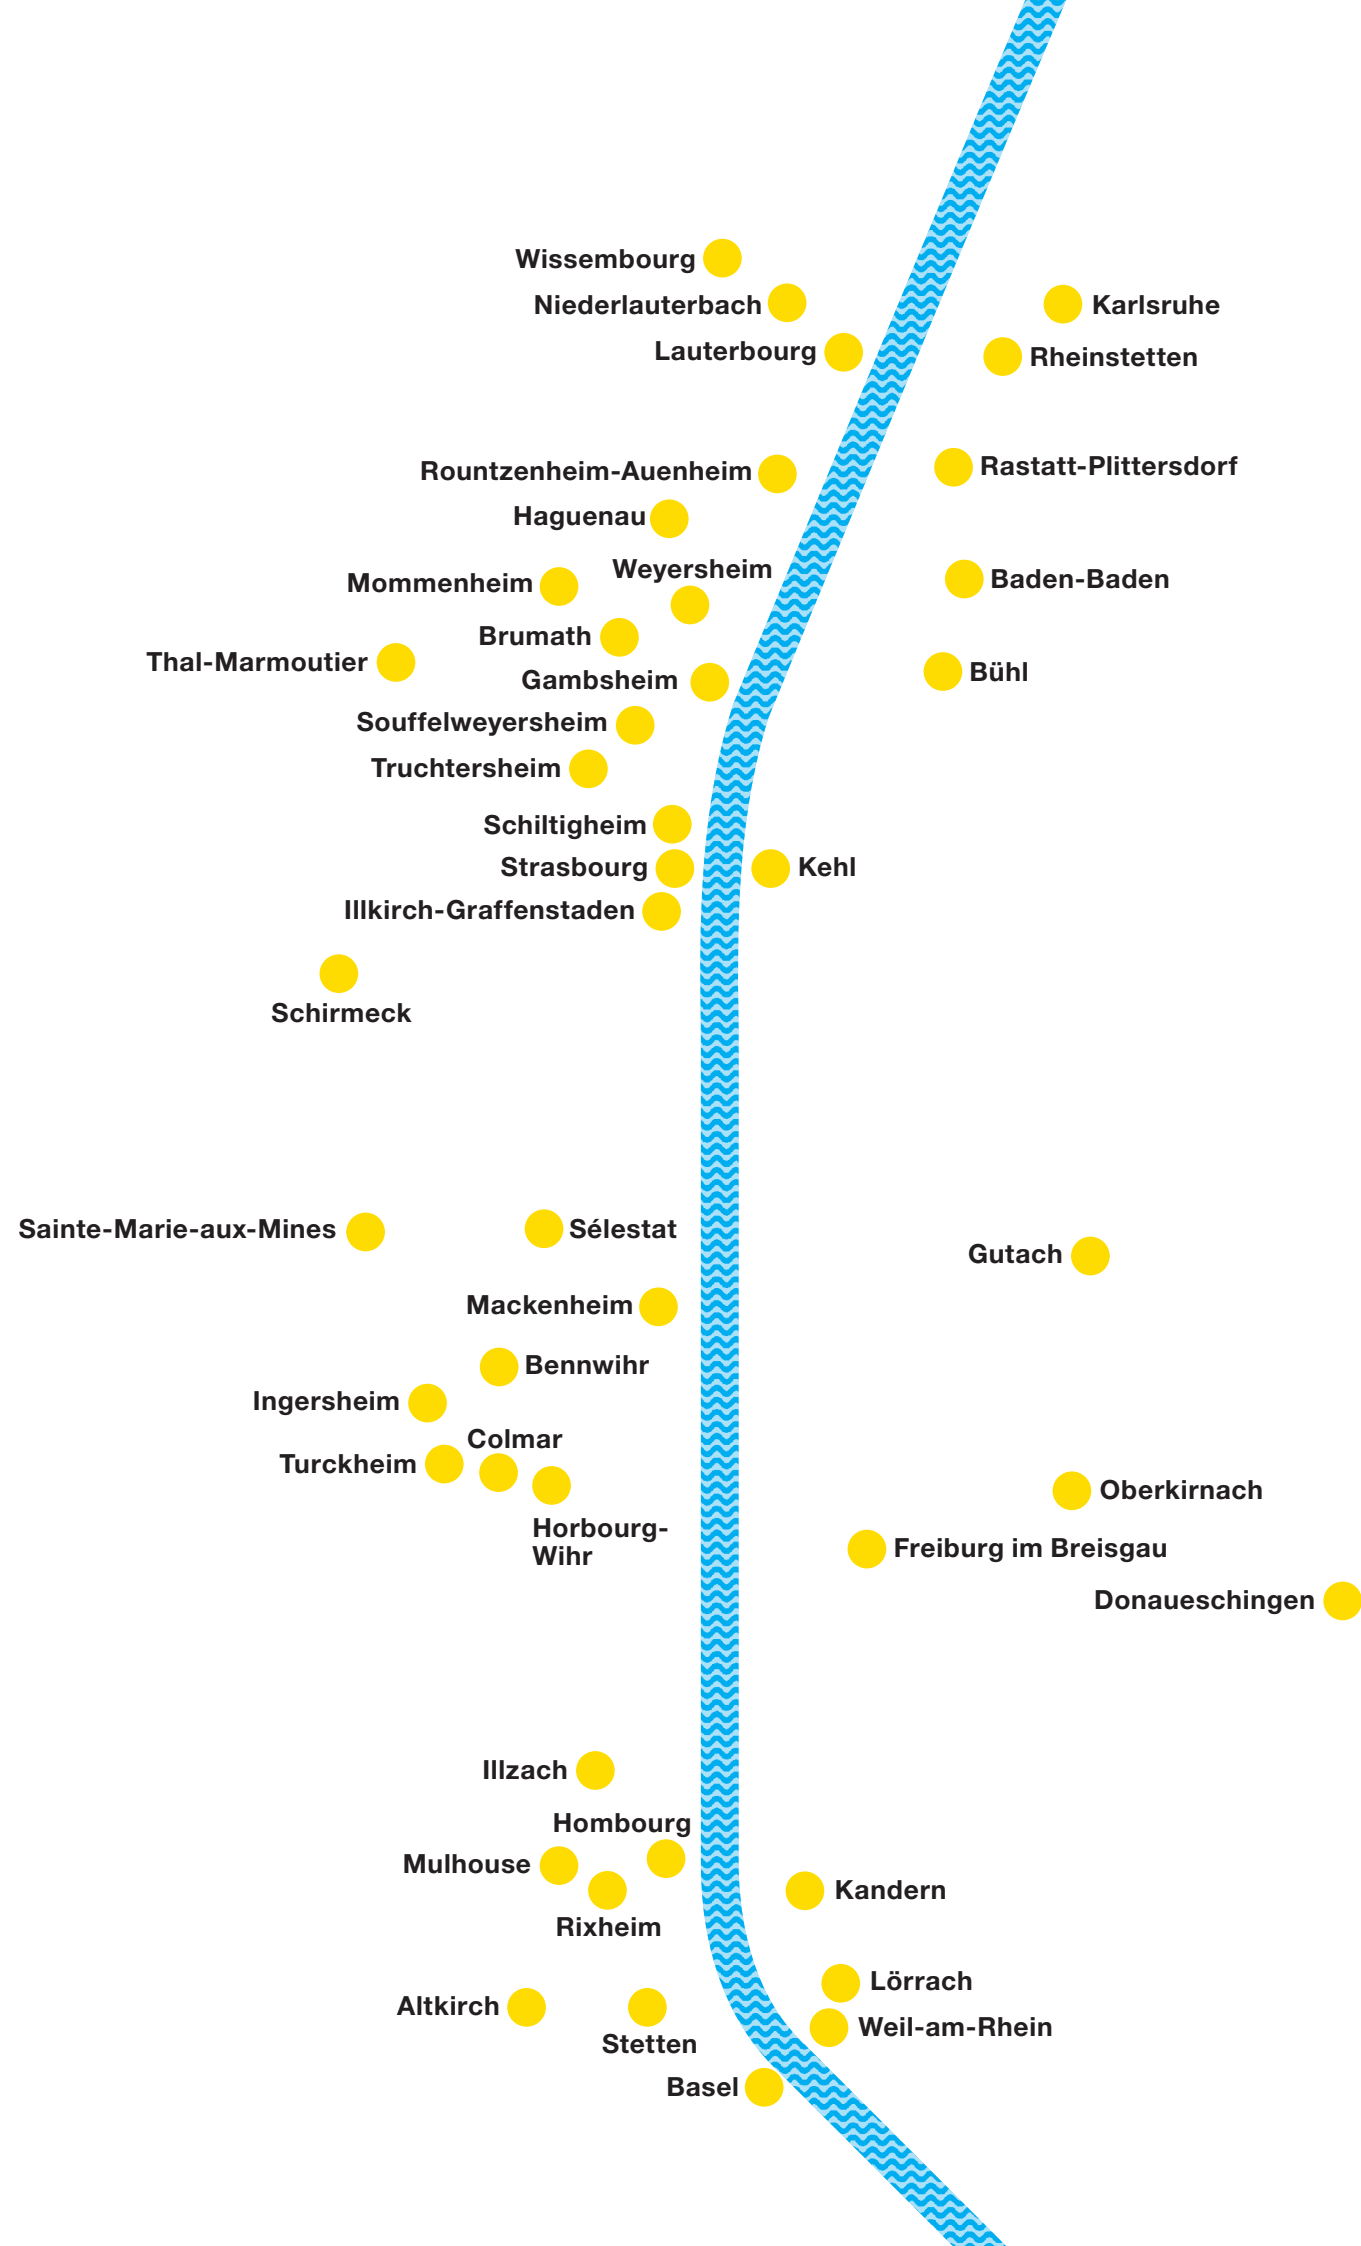 Wissembourg
Niederlauterbach
Karlsruhe
Lauterbourg
Rheinstetten
Rountzenheim-Auenheim
Rastatt-Plittersdorf
Haguenau
Weyersheim
Mommenheim
Baden-Baden
Brumath
Thal-Marmoutier
Gambsheim
Bühl
Souffelweyersheim
Truchtersheim
Schiltigheim
Strasbourg
Kehl
Illkirch-Graffenstaden
Schirmeck
Sainte-Marie-aux-Mines
Sélestat
Gutach
Mackenheim
Bennwihr
Ingersheim
Colmar
Turckheim
Oberkirnach
Horbourg-
Wihr
Freiburg im Breisgau
Donaueschingen
Illzach
Hombourg
Mulhouse
Kandern
Rixheim
Lörrach
Altkirch
Weil-am-Rhein
Stetten
Basel